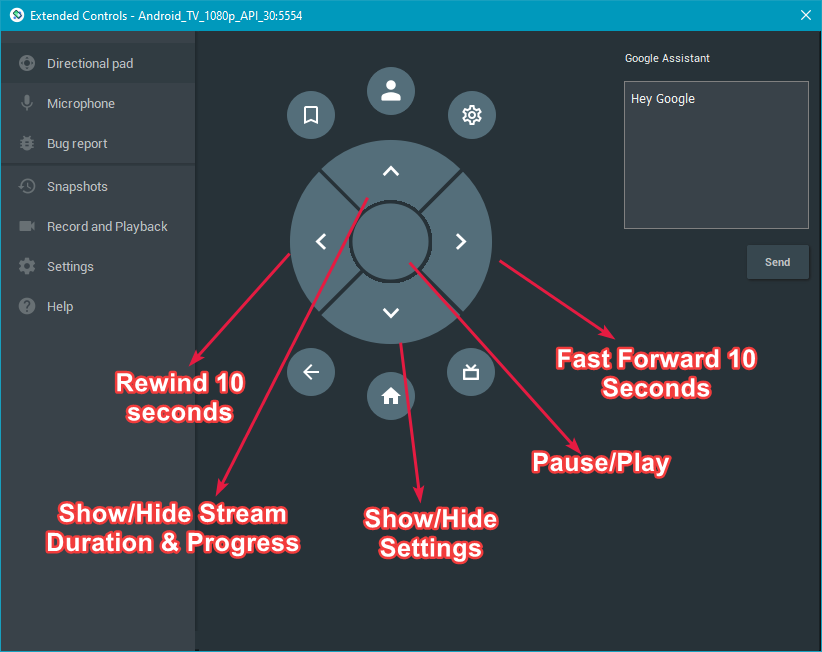 Extended Controls - Android_TV_1080p_API_30:5554
Directional pad
Microphone
Bug report
Snapshots
Record and Playback
Settings
Help
Google Assistant
Hey Google
Send
Rewind 10
seconds
Fast Forward 10
Seconds
Pause/Play
Show/Hide Stream
Duration & Progress
Show/Hide
Settings